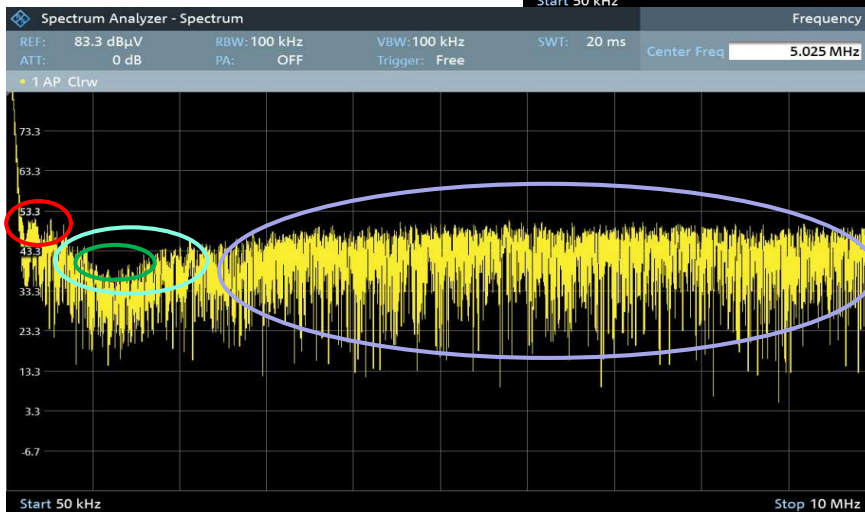 Start 50 kHz
Spectrum Analyzer - Spectrum
Frequency
REF: 83.3 dBµV RBW: 100 kHz VBW: 100 kHz SWT: 20 ms
ATT: 0 dB PA: OFF Trigger: Free
Center Freq 5.025 MHz
1 AP Clrw
73.3
63.3
53.3
43.3
33.3
23.3
13.3
3.3
-6.7
Start 50 kHz Stop 10 MHz